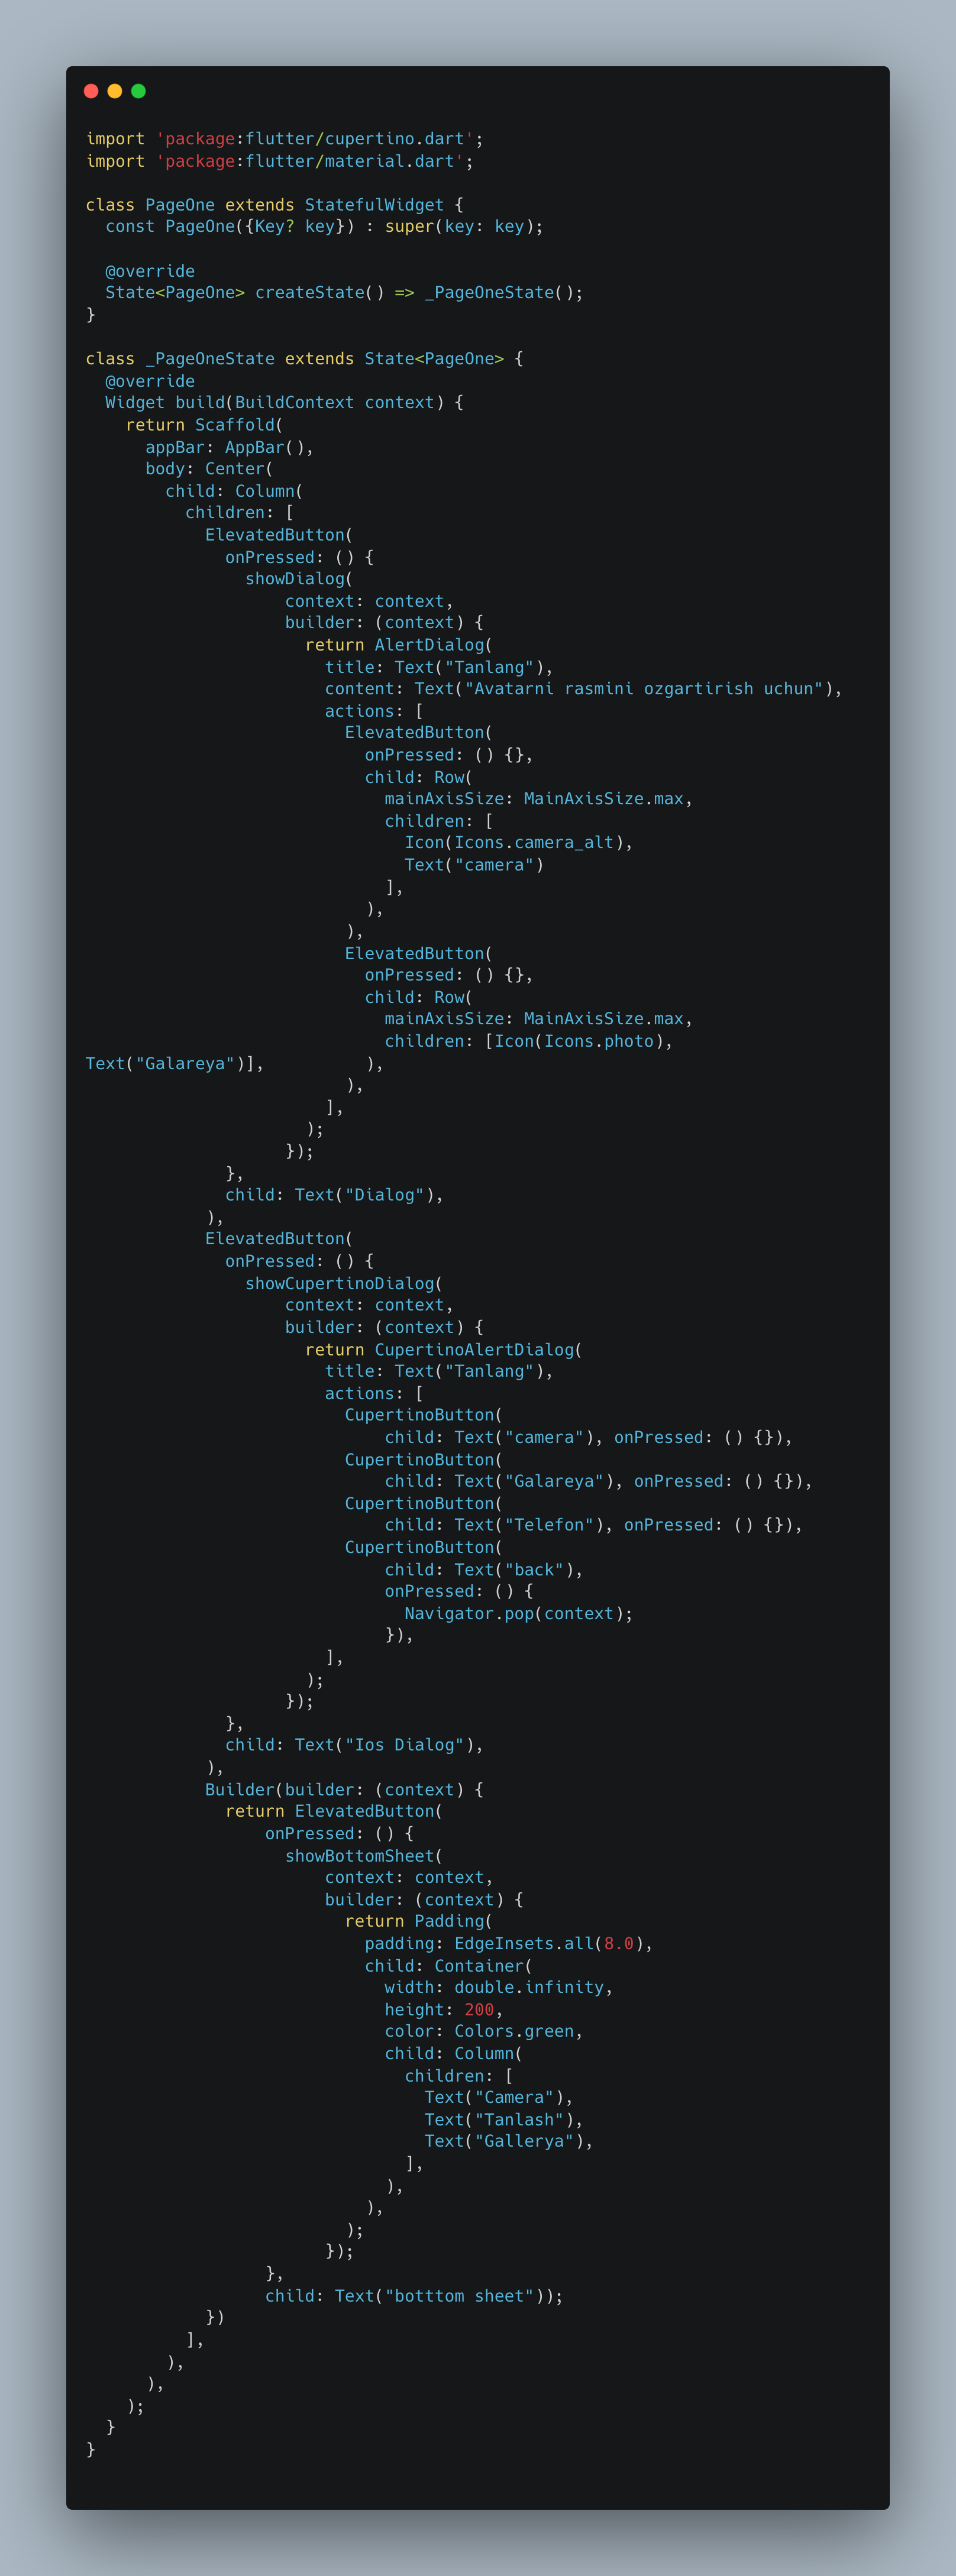 import 'package:flutter/cupertino.dart';
import 'package:flutter/material.dart';

class PageOne extends StatefulWidget {
  const PageOne({Key? key}) : super(key: key);

  @override
  State<PageOne> createState() => _PageOneState();
}

class _PageOneState extends State<PageOne> {
  @override
  Widget build(BuildContext context) {
    return Scaffold(
      appBar: AppBar(),
      body: Center(
        child: Column(
          children: [
            ElevatedButton(
              onPressed: () {
                showDialog(
                    context: context,
                    builder: (context) {
                      return AlertDialog(
                        title: Text("Tanlang"),
                        content: Text("Avatarni rasmini ozgartirish uchun"),
                        actions: [
                          ElevatedButton(
                            onPressed: () {},
                            child: Row(
                              mainAxisSize: MainAxisSize.max,
                              children: [
                                Icon(Icons.camera_alt),
                                Text("camera")
                              ],
                            ),
                          ),
                          ElevatedButton(
                            onPressed: () {},
                            child: Row(
                              mainAxisSize: MainAxisSize.max,
                              children: [Icon(Icons.photo),
Text("Galareya")],          ),
                          ),
                        ],
                      );
                    });
              },
              child: Text("Dialog"),
            ),
            ElevatedButton(
              onPressed: () {
                showCupertinoDialog(
                    context: context,
                    builder: (context) {
                      return CupertinoAlertDialog(
                        title: Text("Tanlang"),
                        actions: [
                          CupertinoButton(
                              child: Text("camera"), onPressed: () {}),
                          CupertinoButton(
                              child: Text("Galareya"), onPressed: () {}),
                          CupertinoButton(
                              child: Text("Telefon"), onPressed: () {}),
                          CupertinoButton(
                              child: Text("back"),
                              onPressed: () {
                                Navigator.pop(context);
                              }),
                        ],
                      );
                    });
              },
              child: Text("Ios Dialog"),
            ),
            Builder(builder: (context) {
              return ElevatedButton(
                  onPressed: () {
                    showBottomSheet(
                        context: context,
                        builder: (context) {
                          return Padding(
                            padding: EdgeInsets.all(8.0),
                            child: Container(
                              width: double.infinity,
                              height: 200,
                              color: Colors.green,
                              child: Column(
                                children: [
                                  Text("Camera"),
                                  Text("Tanlash"),
                                  Text("Gallerya"),
                                ],
                              ),
                            ),
                          );
                        });
                  },
                  child: Text("botttom sheet"));
            })
          ],
        ),
      ),
    );
  }
}